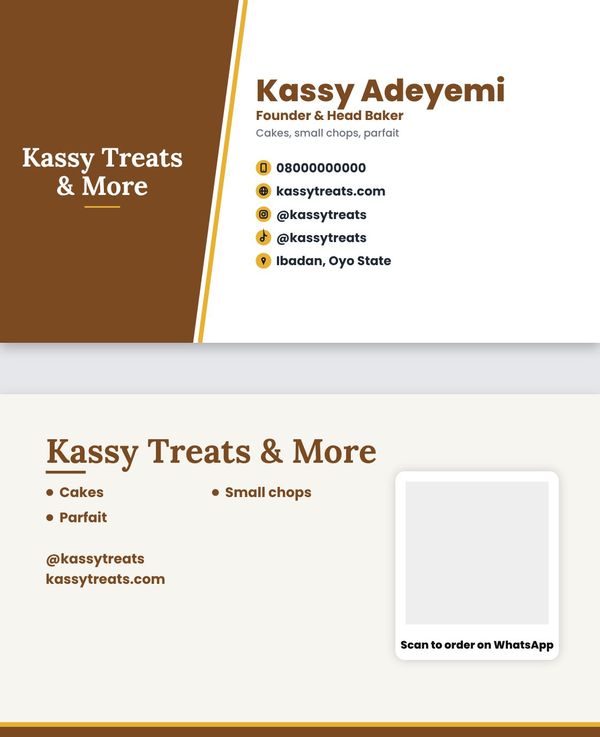 Kassy Treats
& More
Kassy Adeyemi
Founder & Head Baker
Cakes, small chops, parfait
08000000000
kassytreats.com
@kassytreats
@kassytreats
Ibadan, Oyo State
Kassy Treats & More
Cakes
Small chops
Parfait
@kassytreats
kassytreats.com
Scan to order on WhatsApp